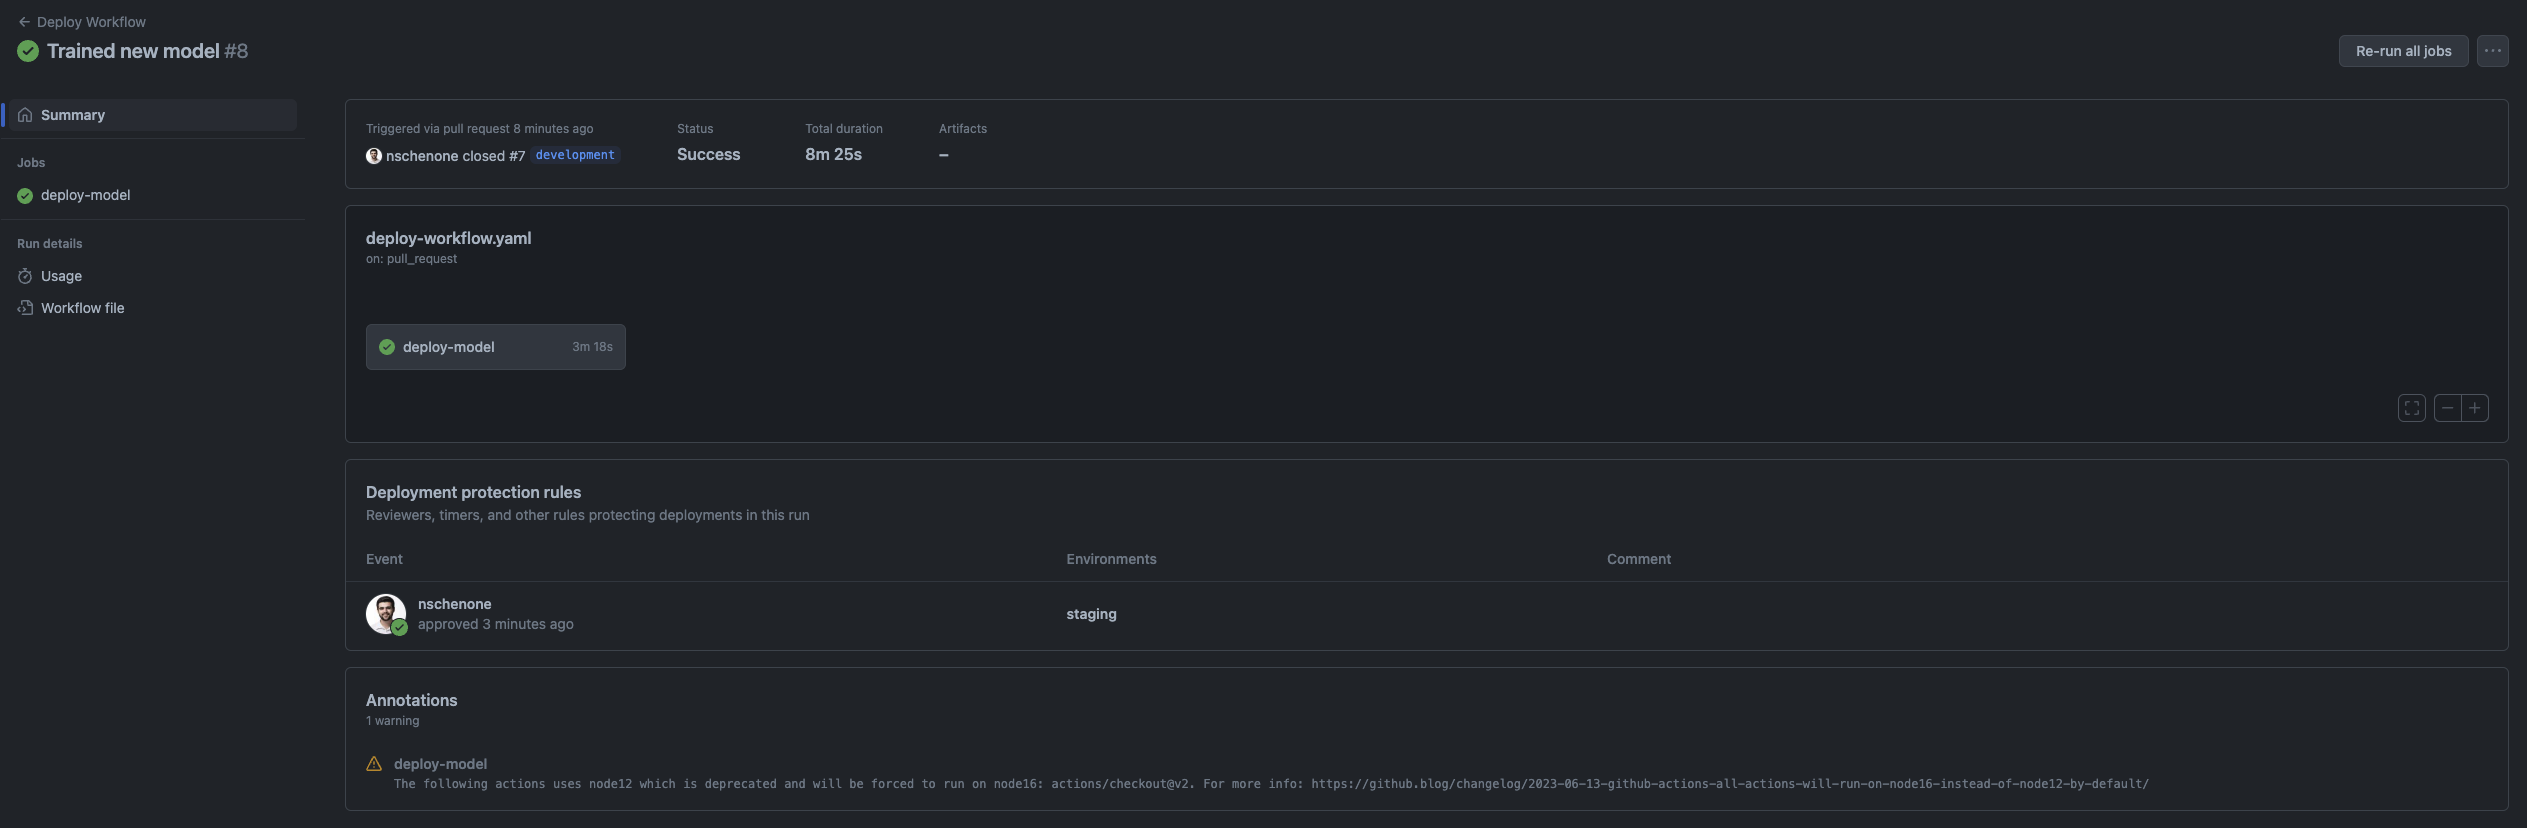 Deploy Workflow
Trained new model #8
Re-run all jobs
Summary
Jobs
deploy-model
Run details
Usage
Workflow file
Triggered via pull request 8 minutes ago
nschenone closed #7 development
Status
Success
Total duration
8m 25s
Artifacts
–
deploy-workflow.yaml
on: pull_request
deploy-model 3m 18s
Deployment protection rules
Reviewers, timers, and other rules protecting deployments in this run
Event Environments Comment
nschenone
approved 3 minutes ago
staging
Annotations
1 warning
deploy-model
The following actions uses node12 which is deprecated and will be forced to run on node16: actions/checkout@v2. For more info: https://github.blog/changelog/2023-06-13-github-actions-all-actions-will-run-on-node16-instead-of-node12-by-default/